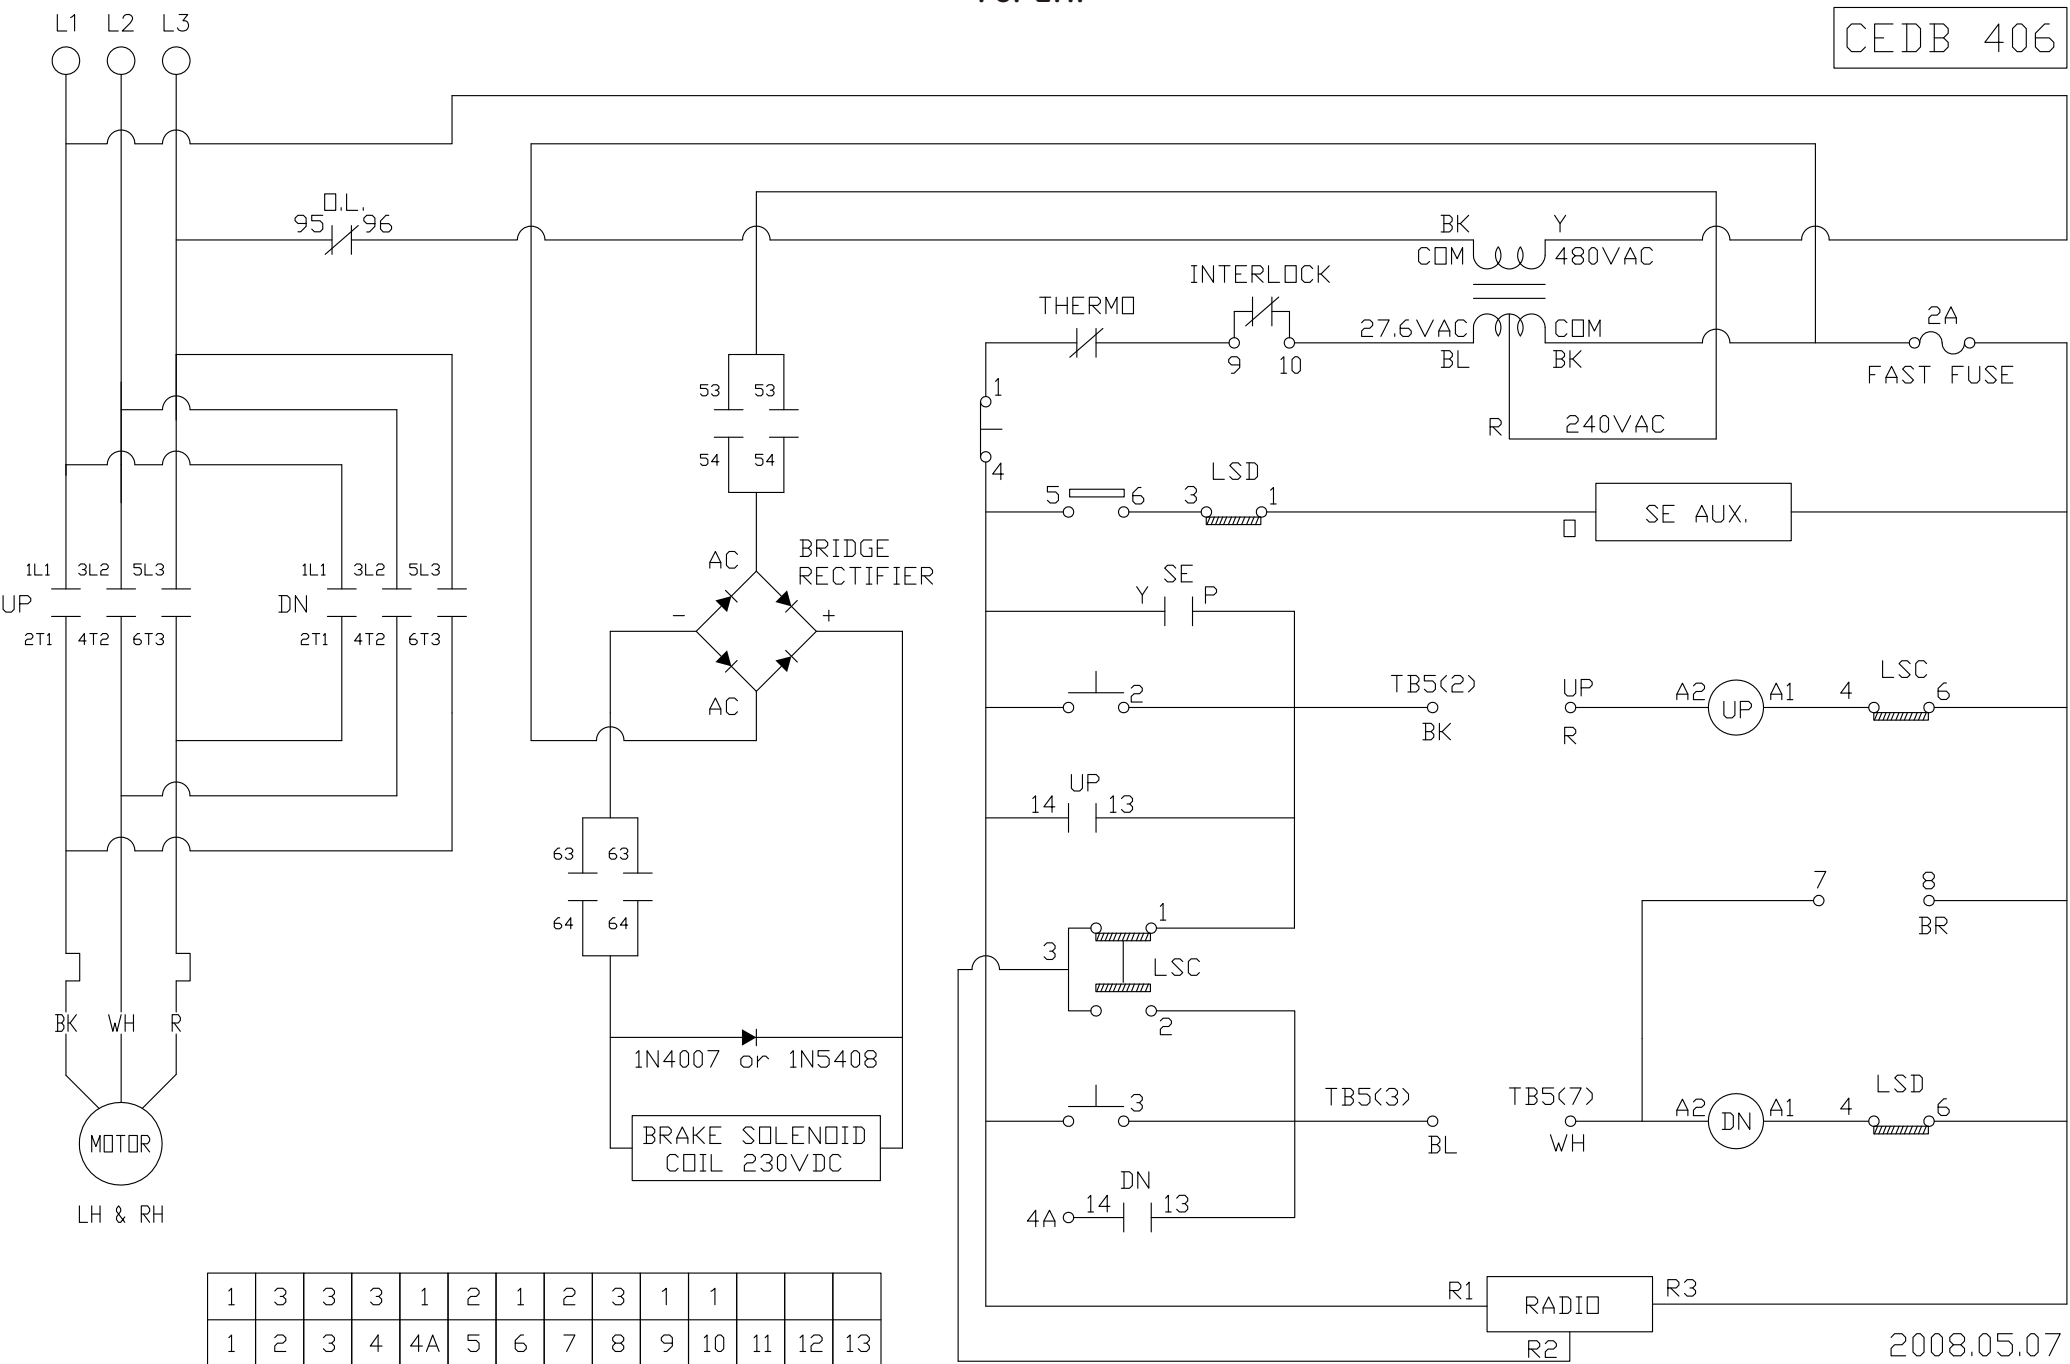 L1 L2 L3
CEDB 406
O.L.
95 96
BK Y
COM 480VAC
INTERLOCK
THERMO
27.6VAC COM
BL BK
9 10
2A
FAST FUSE
R 240VAC
1
4
53 53
54 54
LSD
5 6 3 1
O
SE AUX.
AC
BRIDGE
RECTIFIER
- +
AC
1L1 3L2 5L3
UP
2T1 4T2 6T3
1L1 3L2 5L3
DN
2T1 4T2 6T3
SE
Y P
2
TB5(2)
BK
UP
R
A2 UP A1
LSC
4 6
UP
14 13
63 63
64 64
7 8
BR
1
3
LSC
2
BK WH R
1N4007 or 1N5408
BRAKE SOLENOID
COIL 230VDC
MOTOR
LH & RH
3
TB5(3)
BL
TB5(7)
WH
A2 DN A1
LSD
4 6
DN
4A 14 13
R1 RADIO R3
R2
1 3 3 3 1 2 1 2 3 1 1
1 2 3 4 4A 5 6 7 8 9 10 11 12 13
2008.05.07